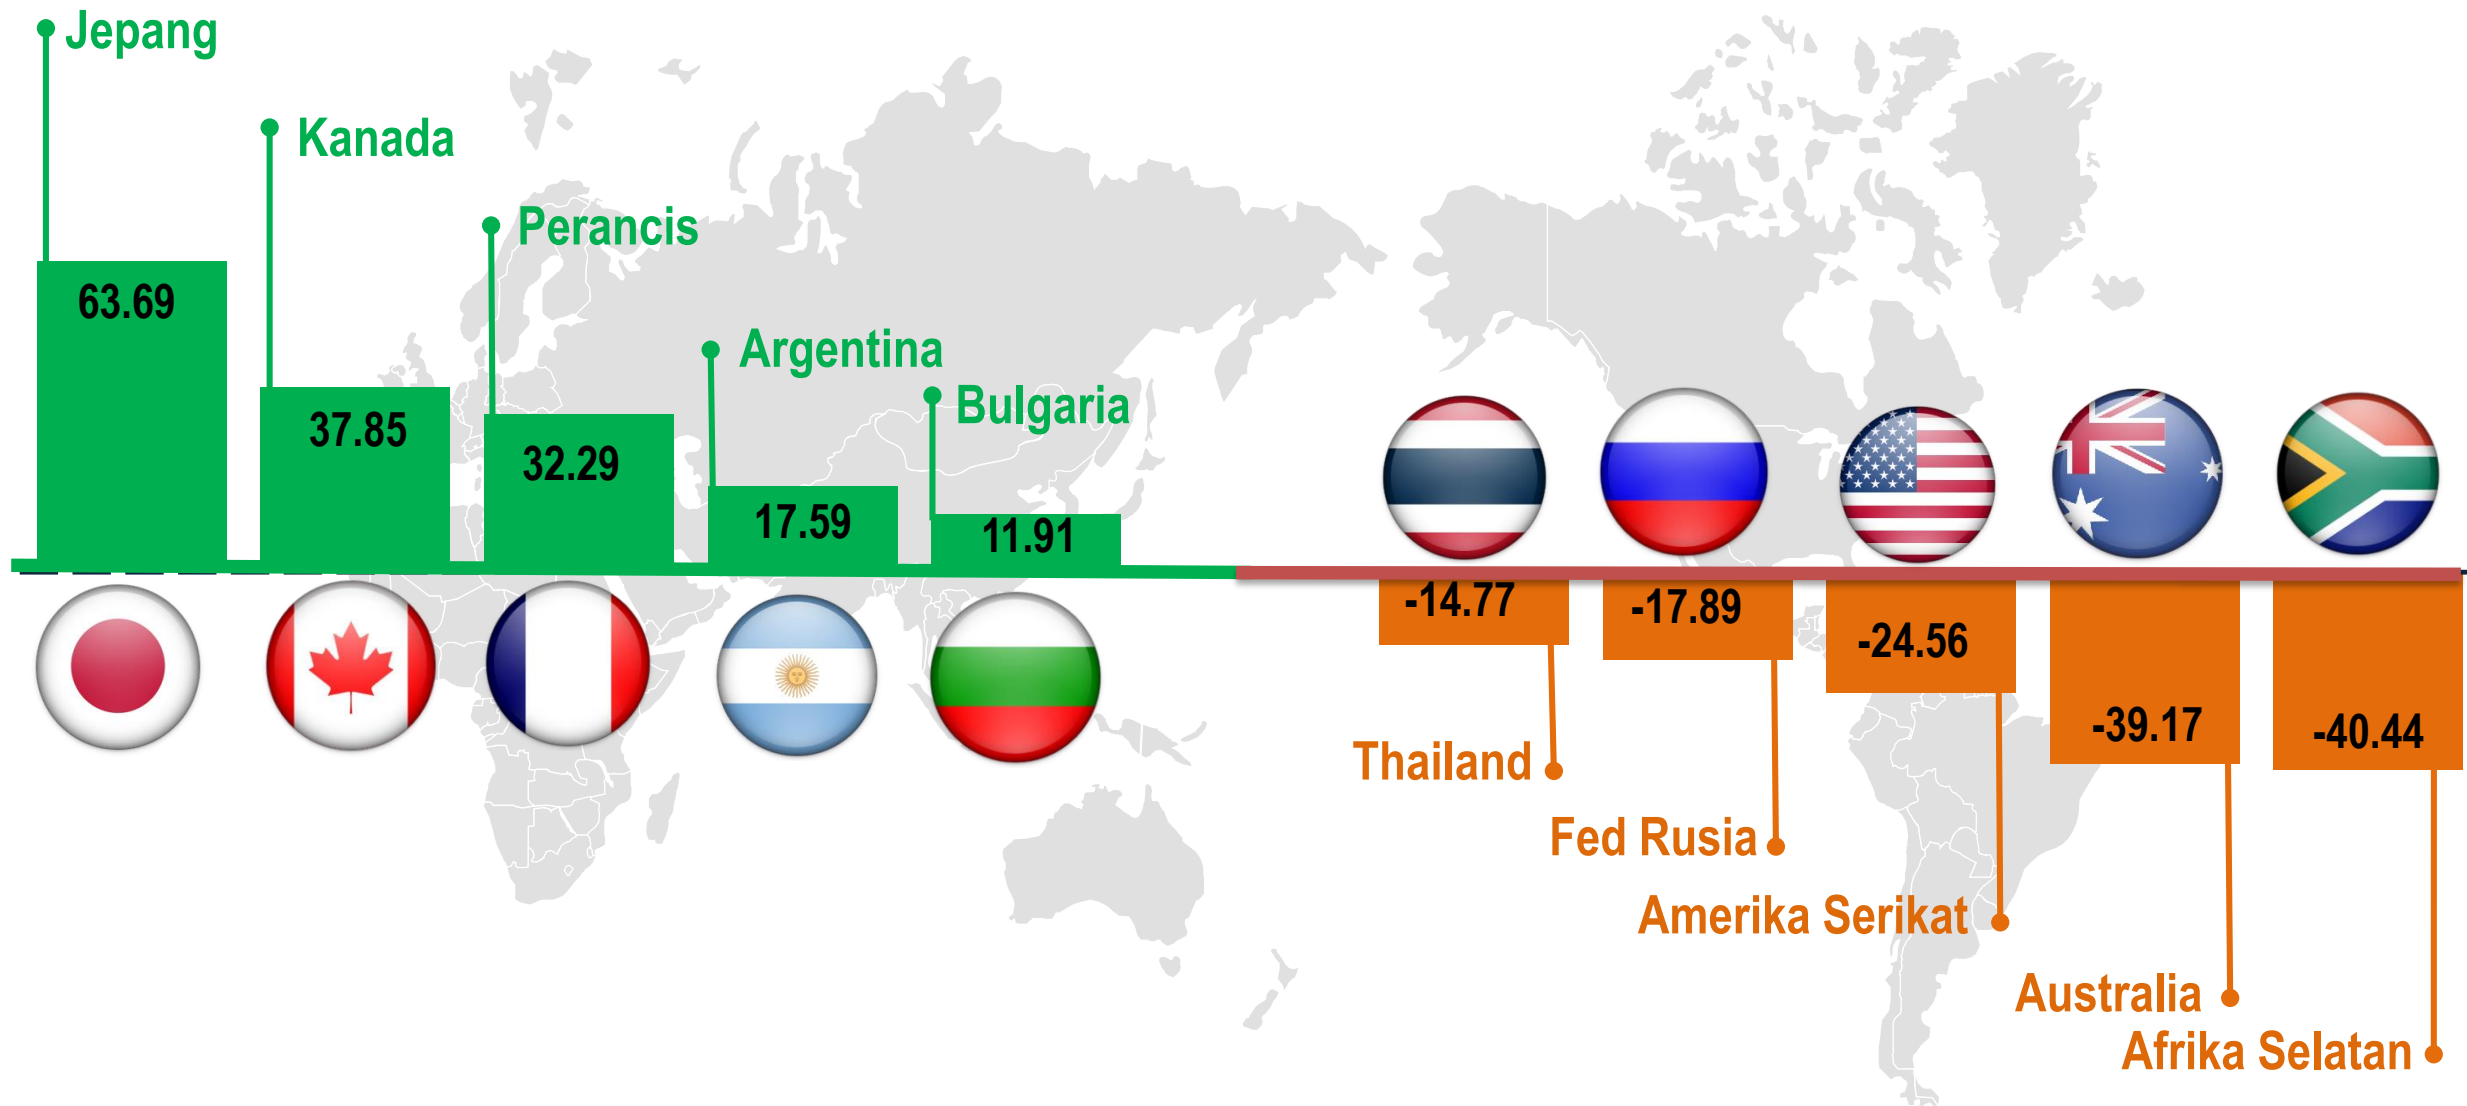 Jepang
63.69
Kanada
37.85
Perancis
32.29
Argentina
17.59
Bulgaria
11.91
-14.77
Thailand
-17.89
Fed Rusia
-24.56
Amerika Serikat
-39.17
Australia
-40.44
Afrika Selatan